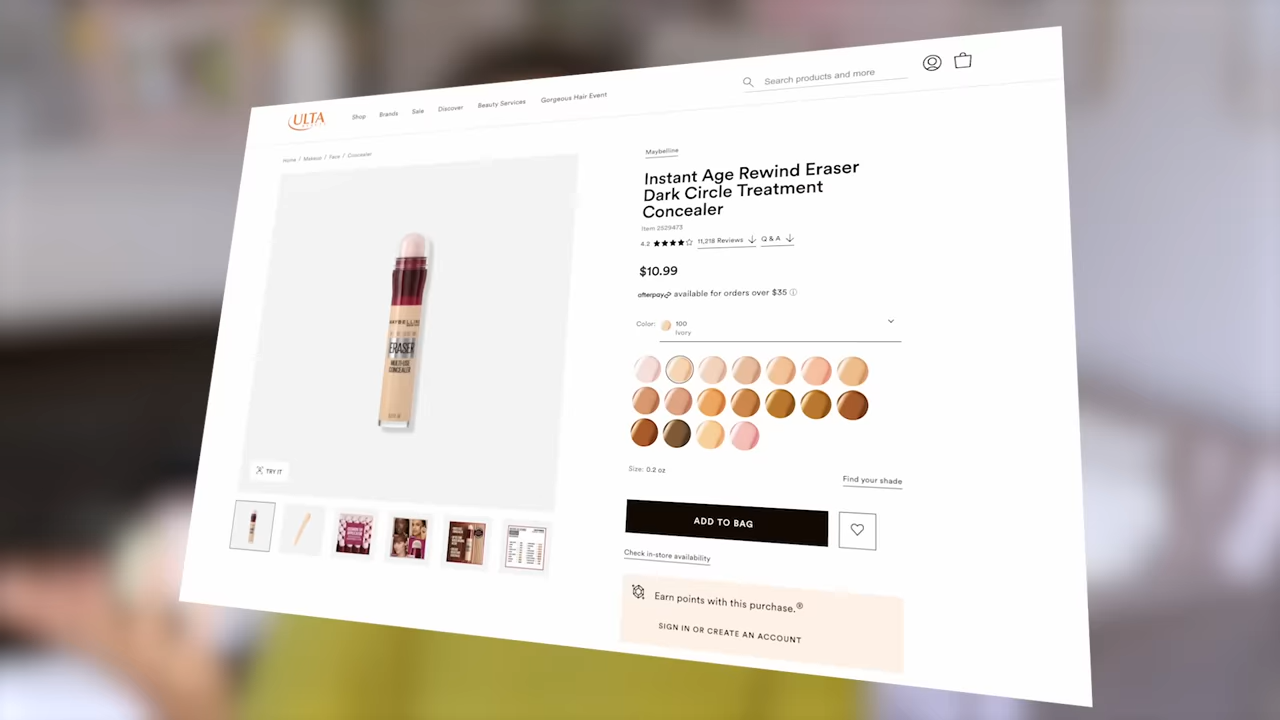 ULTA
BEAUTY
Shop
Brands
Sale
Discover
Beauty Services
Gorgeous Hair Event
Search products and more
Home / Makeup / Face / Concealer
Maybelline
Instant Age Rewind Eraser
Dark Circle Treatment
Concealer
Item 2529473
4.2
11,218 Reviews
Q & A
$10.99
afterpay available for orders over $35
Color:
100
Ivory
MAYBELLINE
ERASER
MULTI-USE
CONCEALER
TRY IT
Size: 0.2 oz
Find your shade
ADD TO BAG
Check in-store availability
Earn points with this purchase.®
SIGN IN OR CREATE AN ACCOUNT